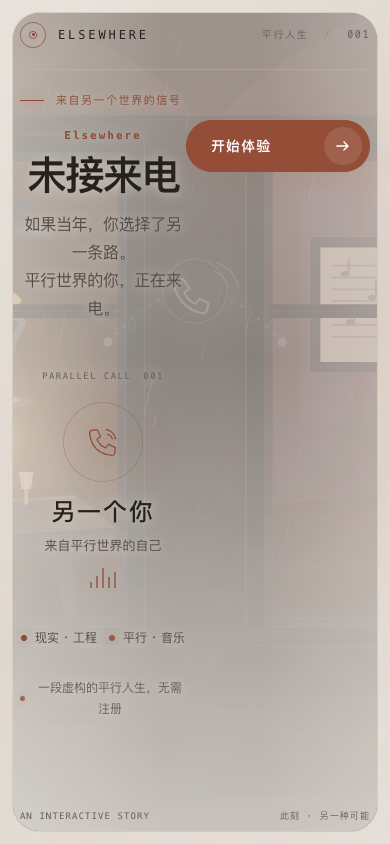 ELSEWHERE
平行人生 / 001
来自另一个世界的信号
Elsewhere
未接来电
开始体验
如果当年，你选择了另
一条路。
平行世界的你，正在来
电。
PARALLEL CALL 001
另一个你
来自平行世界的自己
现实 · 工程
平行 · 音乐
一段虚构的平行人生，无需
注册
AN INTERACTIVE STORY
此刻 · 另一种可能